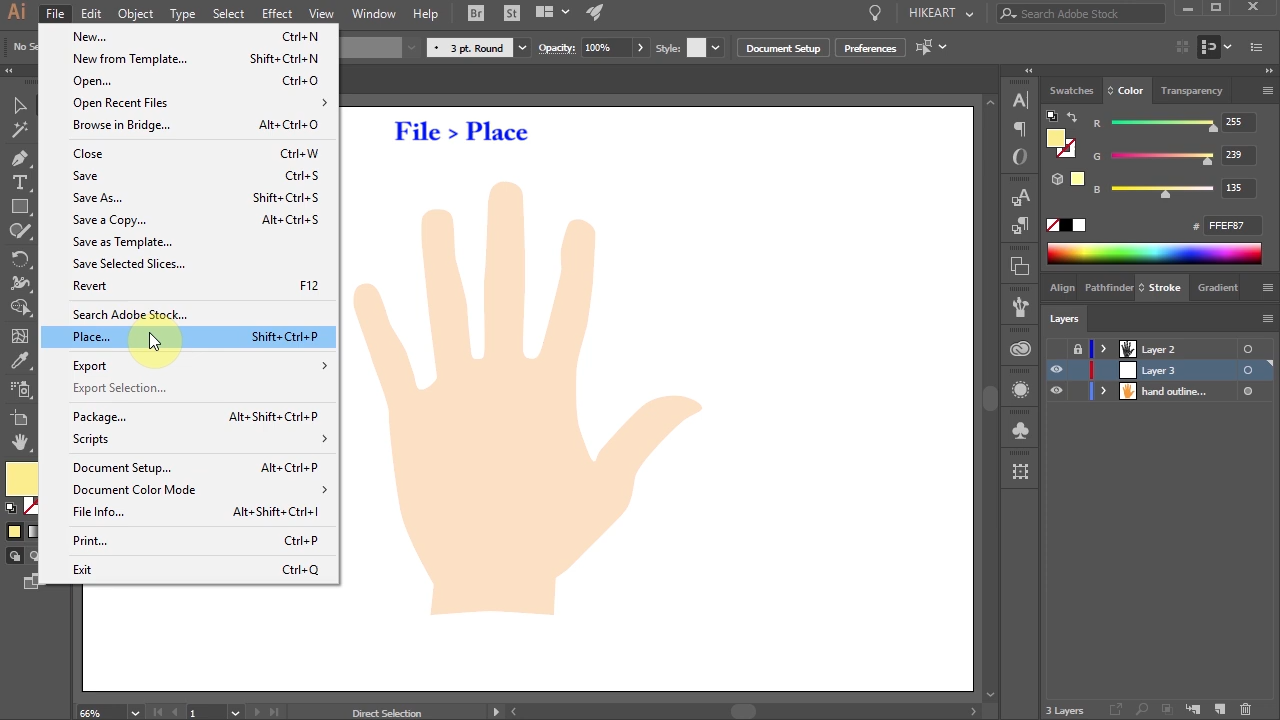 Ai File Edit Object Type Select Effect View Window Help Br St HIKEART Search Adobe Stock
No Se 3 pt. Round Opacity: 100% Style: Document Setup Preferences
New... Ctrl+N
New from Template... Shift+Ctrl+N
Open... Ctrl+O
Open Recent Files
Browse in Bridge... Alt+Ctrl+O
Close Ctrl+W
Save Ctrl+S
Save As... Shift+Ctrl+S
Save a Copy... Alt+Ctrl+S
Save as Template...
Save Selected Slices...
Revert F12
Search Adobe Stock...
Place... Shift+Ctrl+P
Export
Export Selection...
Package... Alt+Shift+Ctrl+P
Scripts
Document Setup... Alt+Ctrl+P
Document Color Mode
File Info... Alt+Shift+Ctrl+I
Print... Ctrl+P
Exit Ctrl+Q
File > Place
Swatches Color Transparency
R 255
G 239
B 135
# FFEF87
Align Pathfinder Stroke Gradient
Layers
Layer 2
Layer 3
hand outline...
3 Layers
66% 1 Direct Selection